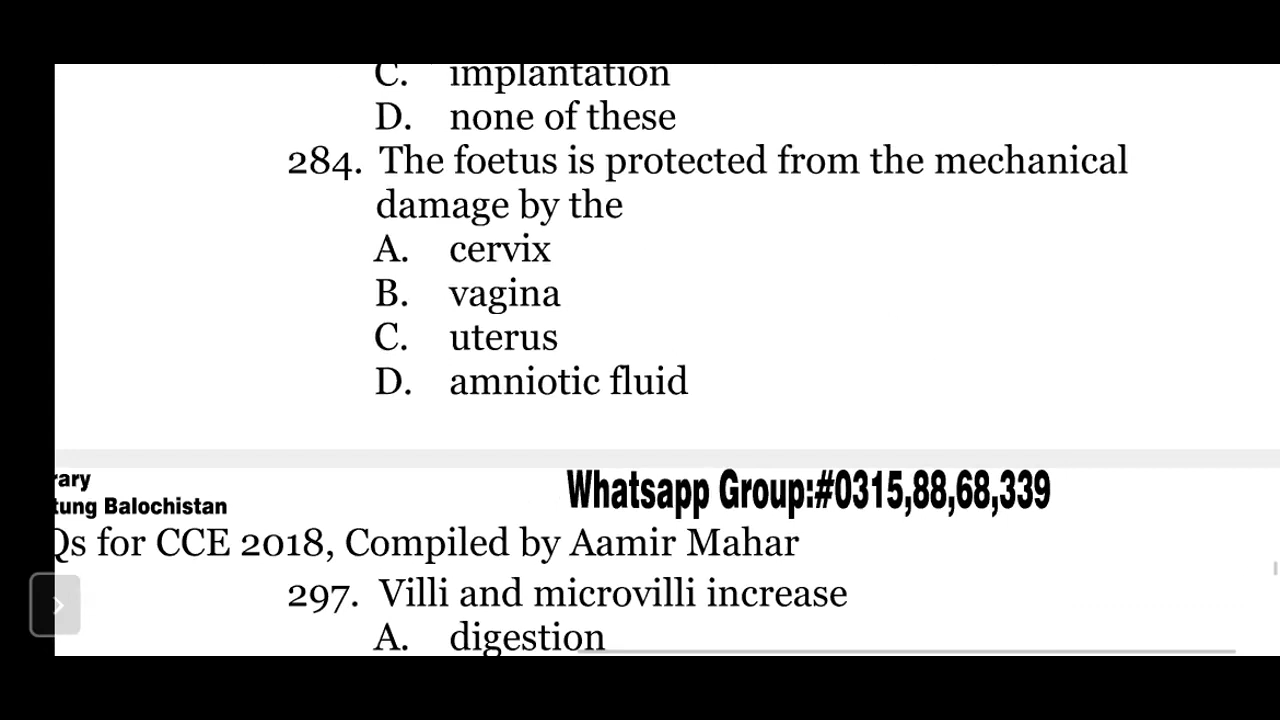 C. implantation
D. none of these
284. The foetus is protected from the mechanical
damage by the
A. cervix
B. vagina
C. uterus
D. amniotic fluid
rary
tung Balochistan
Whatsapp Group:#0315,88,68,339
Qs for CCE 2018, Compiled by Aamir Mahar
297. Villi and microvilli increase
A. digestion